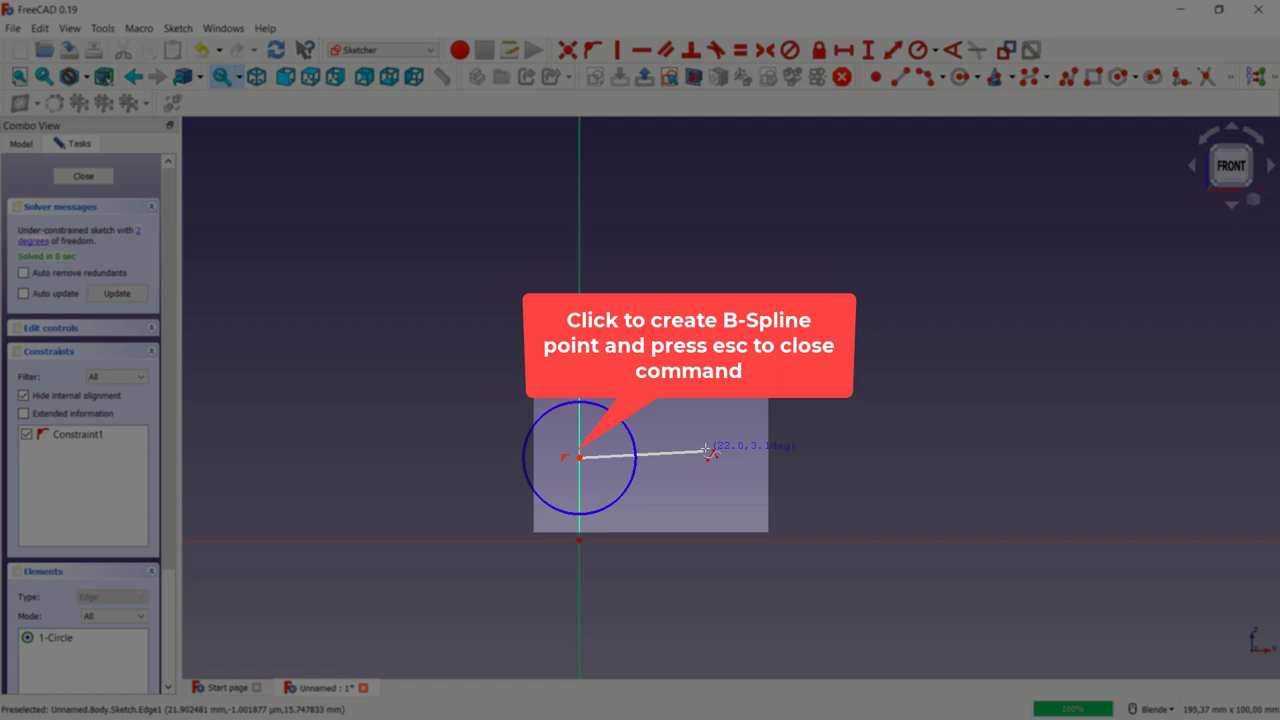 FreeCAD 0.19
File Edit View Tools Macro Sketch Windows Help
Sketcher
Combo View
Model Tasks
Close
Solver messages
Under-constrained sketch with 2
degrees of freedom.
Solved in 0 sec
Auto remove redundants
Auto update Update
Edit controls
Constraints
Filter: All
Hide internal alignment
Extended information
Constraint1
Elements
Type: Edge
Mode: All
1-Circle
FRONT
Click to create B-Spline
point and press esc to close
command
(22.0,3.1deg)
Z
X
Start page Unnamed : 1*
Preselected: Unnamed.Body.Sketch.Edge1 (21.902481 mm,-1.001877 µm,15.747833 mm)
100% Blende 195,37 mm x 100,00 mm